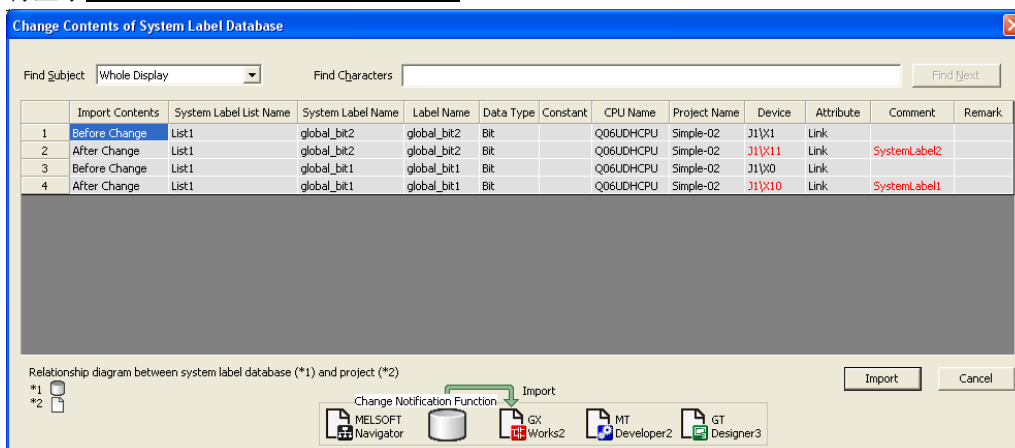 Change Contents of System Label Database
Find Subject Whole Display Find Characters Find Next
Import Contents System Label List Name System Label Name Label Name Data Type Constant CPU Name Project Name Device Attribute Comment Remark
1 Before Change List1 global_bit2 global_bit2 Bit Q06UDHCPU Simple-02 J1\X1 Link
2 After Change List1 global_bit2 global_bit2 Bit Q06UDHCPU Simple-02 J1\X11 Link SystemLabel2
3 Before Change List1 global_bit1 global_bit1 Bit Q06UDHCPU Simple-02 J1\X0 Link
4 After Change List1 global_bit1 global_bit1 Bit Q06UDHCPU Simple-02 J1\X10 Link SystemLabel1
Relationship diagram between system label database (*1) and project (*2)
*1
*2
Import Cancel
Import
Change Notification Function
MELSOFT Navigator
GX Works2
MT Developer2
GT Designer3